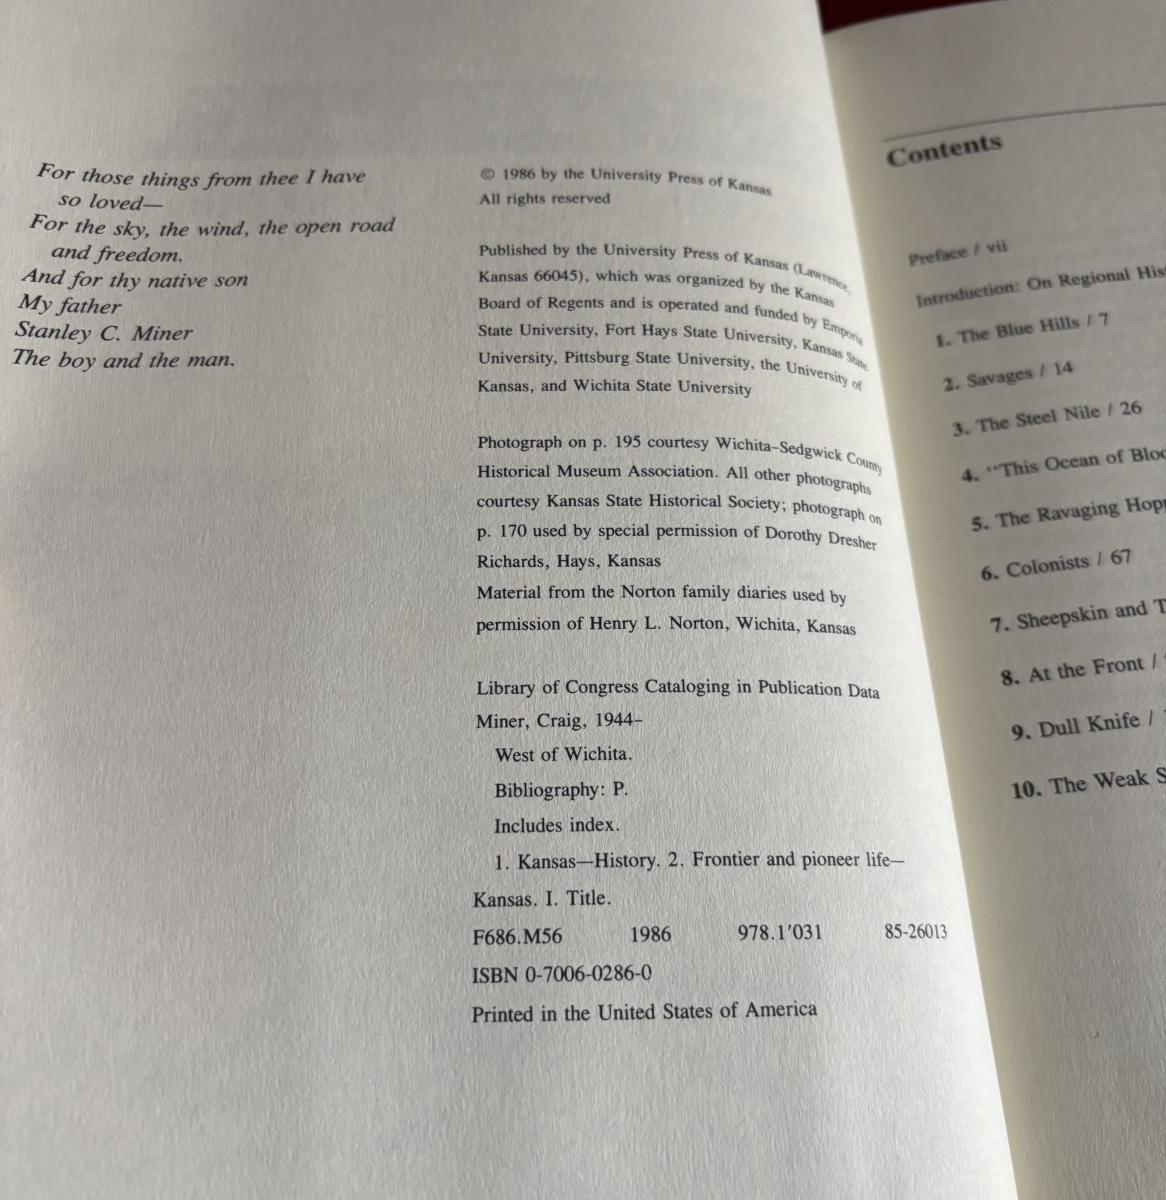 For those things from thee I have
so loved—
For the sky, the wind, the open road
and freedom.
And for thy native son
My father
Stanley C. Miner
The boy and the man.
© 1986 by the University Press of Kansas
All rights reserved
Published by the University Press of Kansas (Lawrence,
Kansas 66045), which was organized by the Kansas
Board of Regents and is operated and funded by Emporia
State University, Fort Hays State University, Kansas State
University, Pittsburg State University, the University of
Kansas, and Wichita State University
Photograph on p. 195 courtesy Wichita–Sedgwick County
Historical Museum Association. All other photographs
courtesy Kansas State Historical Society; photograph on
p. 170 used by special permission of Dorothy Dresher
Richards, Hays, Kansas
Material from the Norton family diaries used by
permission of Henry L. Norton, Wichita, Kansas
Library of Congress Cataloging in Publication Data
Miner, Craig, 1944–
West of Wichita.
Bibliography: P.
Includes index.
1. Kansas—History. 2. Frontier and pioneer life—
Kansas. I. Title.
F686.M56 1986 978.1′031 85-26013
ISBN 0-7006-0286-0
Printed in the United States of America
Contents
Preface / vii
Introduction: On Regional
1. The Blue Hills / 7
2. Savages / 14
3. The Steel Nile / 26
4. "This Ocean of
5. The Ravaging
6. Colonists / 67
7. Sheepskin and
8. At the Front /
9. Dull Knife /
10. The Weak